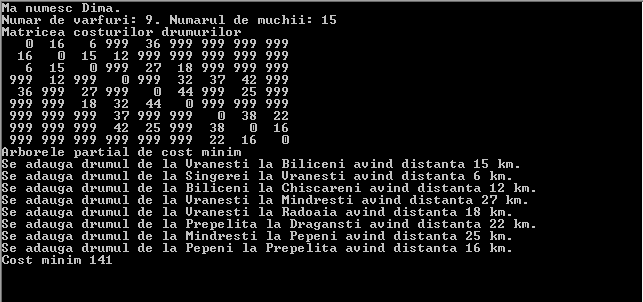 Ma numesc Dima.
Numar de varfuri: 9. Numarul de muchii: 15
Matricea costurilor drumurilor
0 16 6 999 36 999 999 999 999
16 0 15 12 999 999 999 999 999
6 15 0 999 27 18 999 999 999
999 12 999 0 999 32 37 42 999
36 999 27 999 0 44 999 25 999
999 999 18 32 44 0 999 999 999
999 999 999 37 999 999 0 38 22
999 999 999 42 25 999 38 0 16
999 999 999 999 999 999 22 16 0
Arborele partial de cost minim
Se adauga drumul de la Vranesti la Biliceni avind distanta 15 km.
Se adauga drumul de la Singerei la Vranesti avind distanta 6 km.
Se adauga drumul de la Biliceni la Chiscareni avind distanta 12 km.
Se adauga drumul de la Vranesti la Mindresti avind distanta 27 km.
Se adauga drumul de la Vranesti la Radoaia avind distanta 18 km.
Se adauga drumul de la Prepelita la Dragansti avind distanta 22 km.
Se adauga drumul de la Mindresti la Pepeni avind distanta 25 km.
Se adauga drumul de la Pepeni la Prepelita avind distanta 16 km.
Cost minim 141